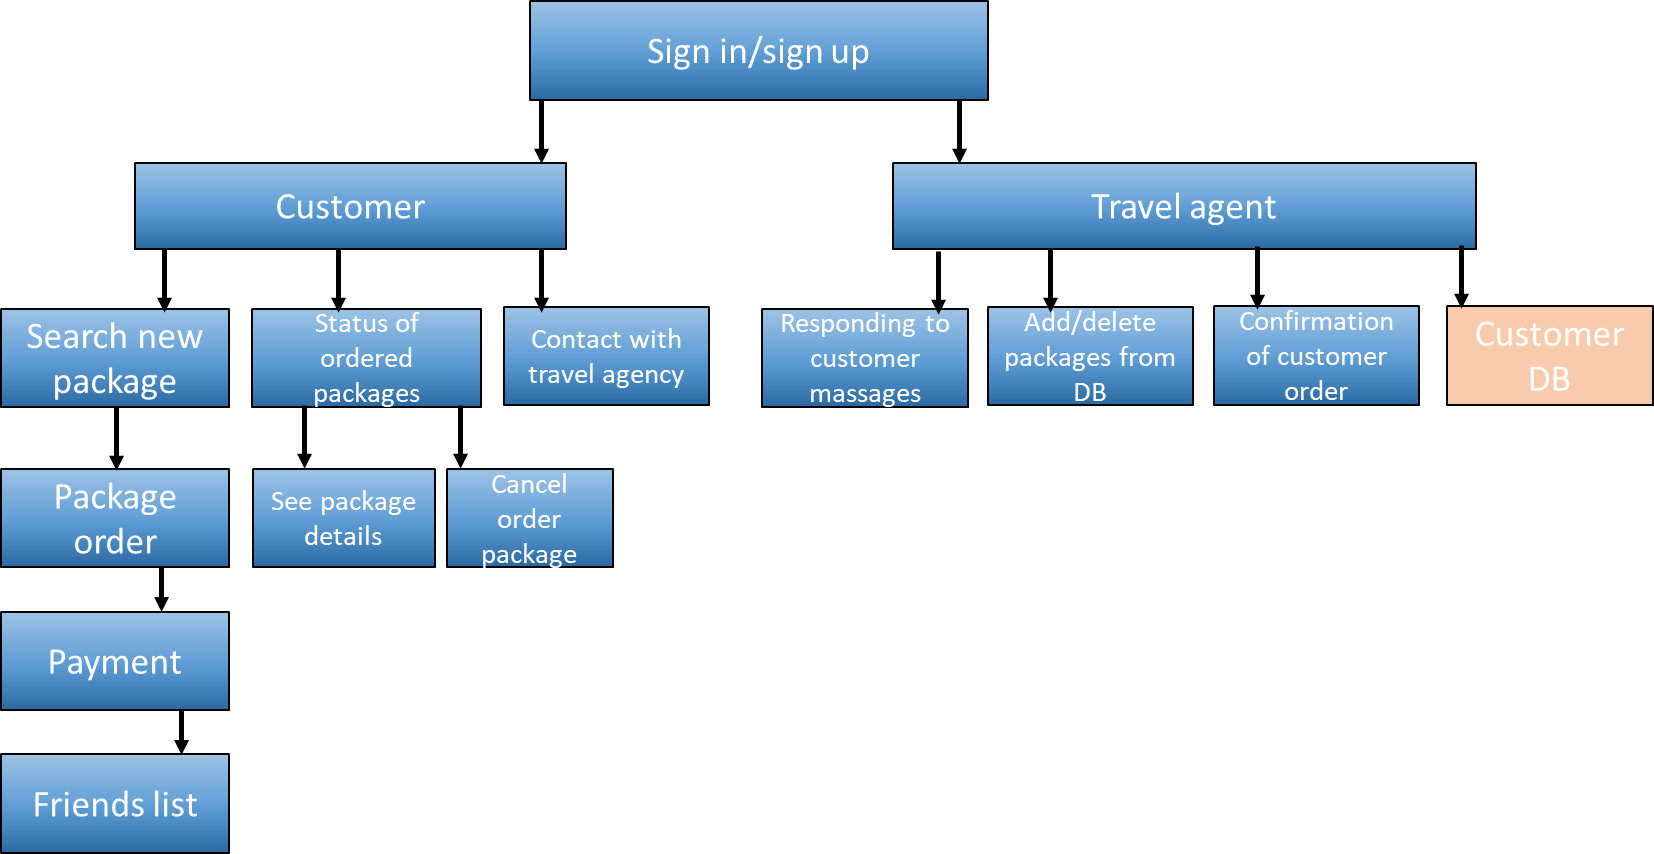 Sign in/sign up
Customer
Travel agent
Search new
package
Status of
ordered
packages
Contact with
travel agency
Responding to
customer
massages
Add/delete
packages from
DB
Confirmation
of customer
order
Customer
DB
Package
order
See package
details
Cancel
order
package
Payment
Friends list